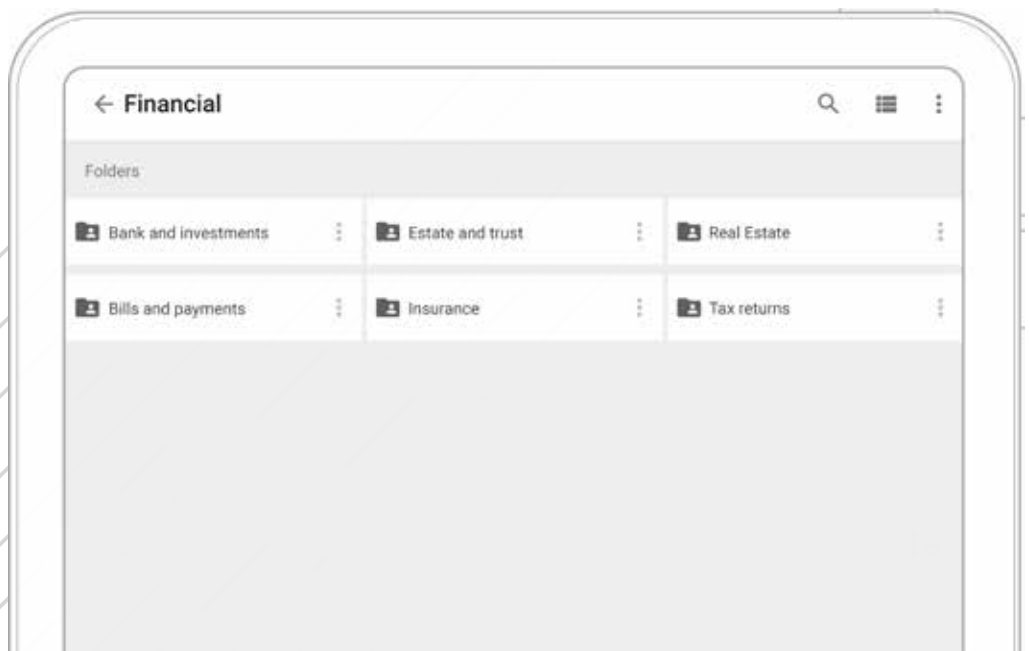 Financial
Folders
Bank and investments
Estate and trust
Real Estate
Bills and payments
Insurance
Tax returns